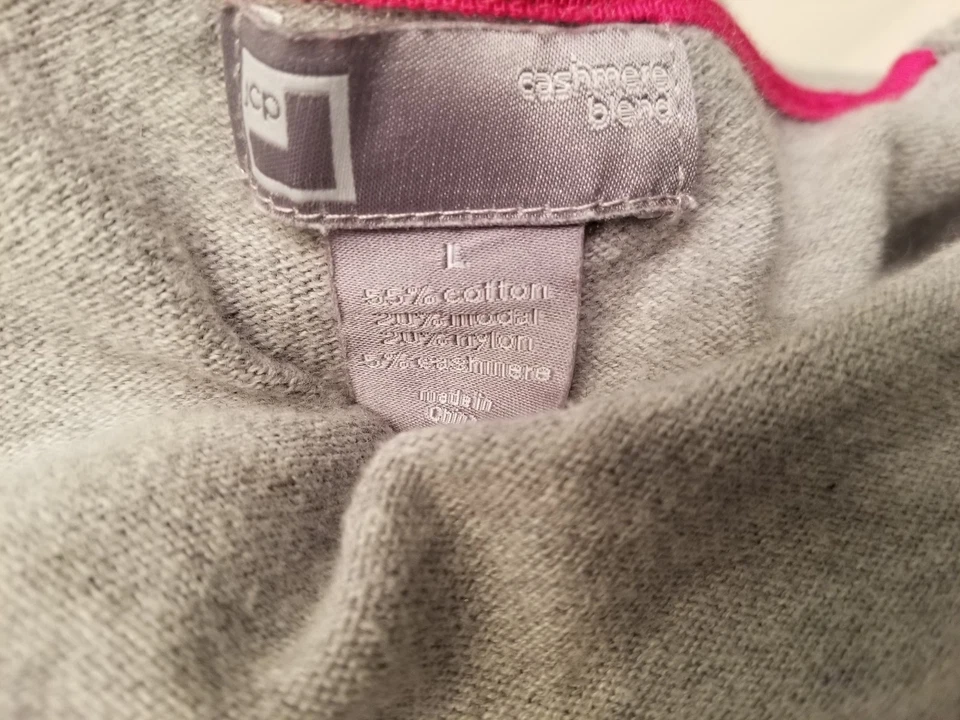 jcp
cashmere
blend
L
55% cotton
20% modal
20% nylon
5% cashmere
made in
China